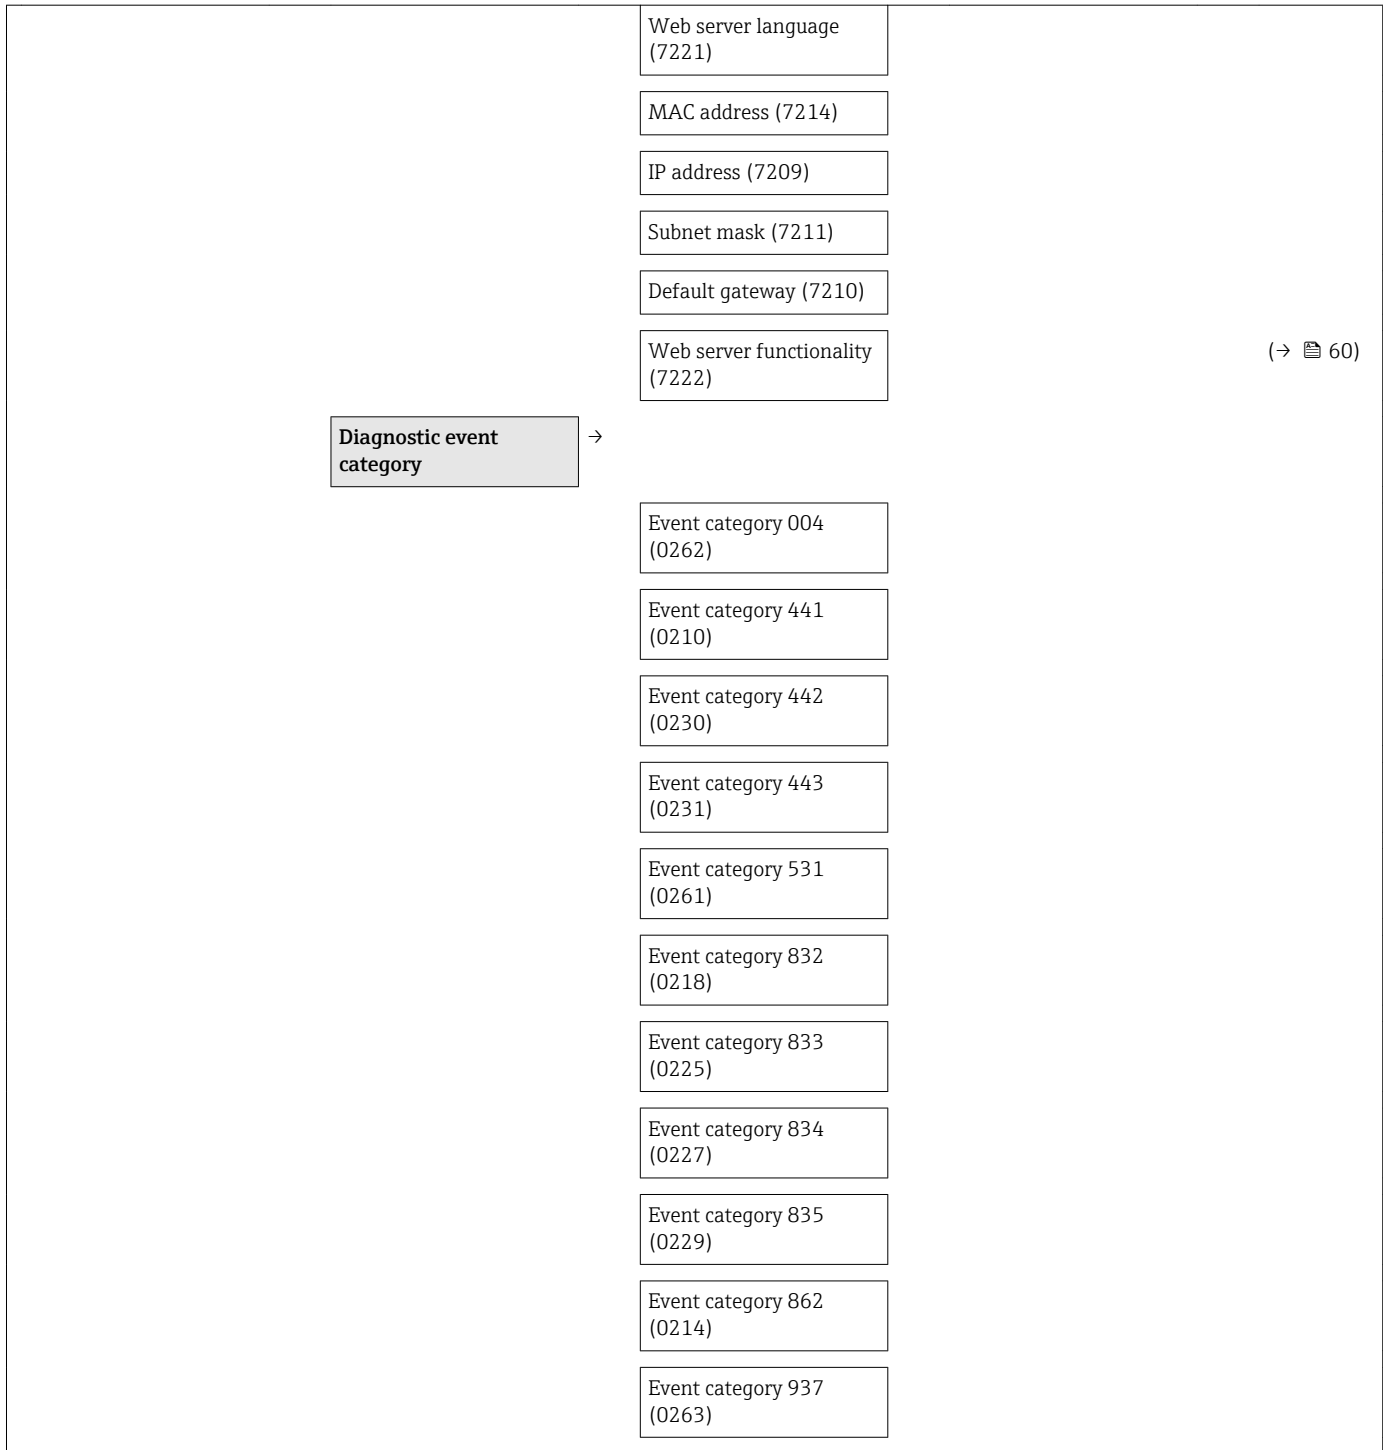 Web server language
(7221)
MAC address (7214)
IP address (7209)
Subnet mask (7211)
Default gateway (7210)
Web server functionality
(7222)
(→ 🖹 60)
Diagnostic event
category
→
Event category 004
(0262)
Event category 441
(0210)
Event category 442
(0230)
Event category 443
(0231)
Event category 531
(0261)
Event category 832
(0218)
Event category 833
(0225)
Event category 834
(0227)
Event category 835
(0229)
Event category 862
(0214)
Event category 937
(0263)